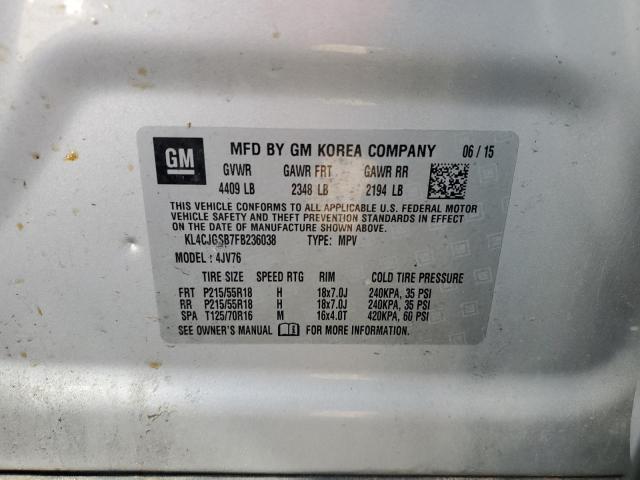 GM MFD BY GM KOREA COMPANY 06 / 15
GVWR GAWR FRT GAWR RR
4409 LB 2348 LB 2194 LB
THIS VEHICLE CONFORMS TO ALL APPLICABLE U.S. FEDERAL MOTOR
VEHICLE SAFETY AND THEFT PREVENTION STANDARDS IN EFFECT ON
THE DATE OF MANUFACTURE SHOWN ABOVE.
KL4CJGSB7FB236038 TYPE: MPV
MODEL : 4JV76
TIRE SIZE SPEED RTG RIM COLD TIRE PRESSURE
FRT P215/55R18 H 18x7.0J 240KPA, 35 PSI
RR P215/55R18 H 18x7.0J 240KPA, 35 PSI
SPA T125/70R16 M 16x4.0T 420KPA, 60 PSI
SEE OWNER'S MANUAL FOR MORE INFORMATION.